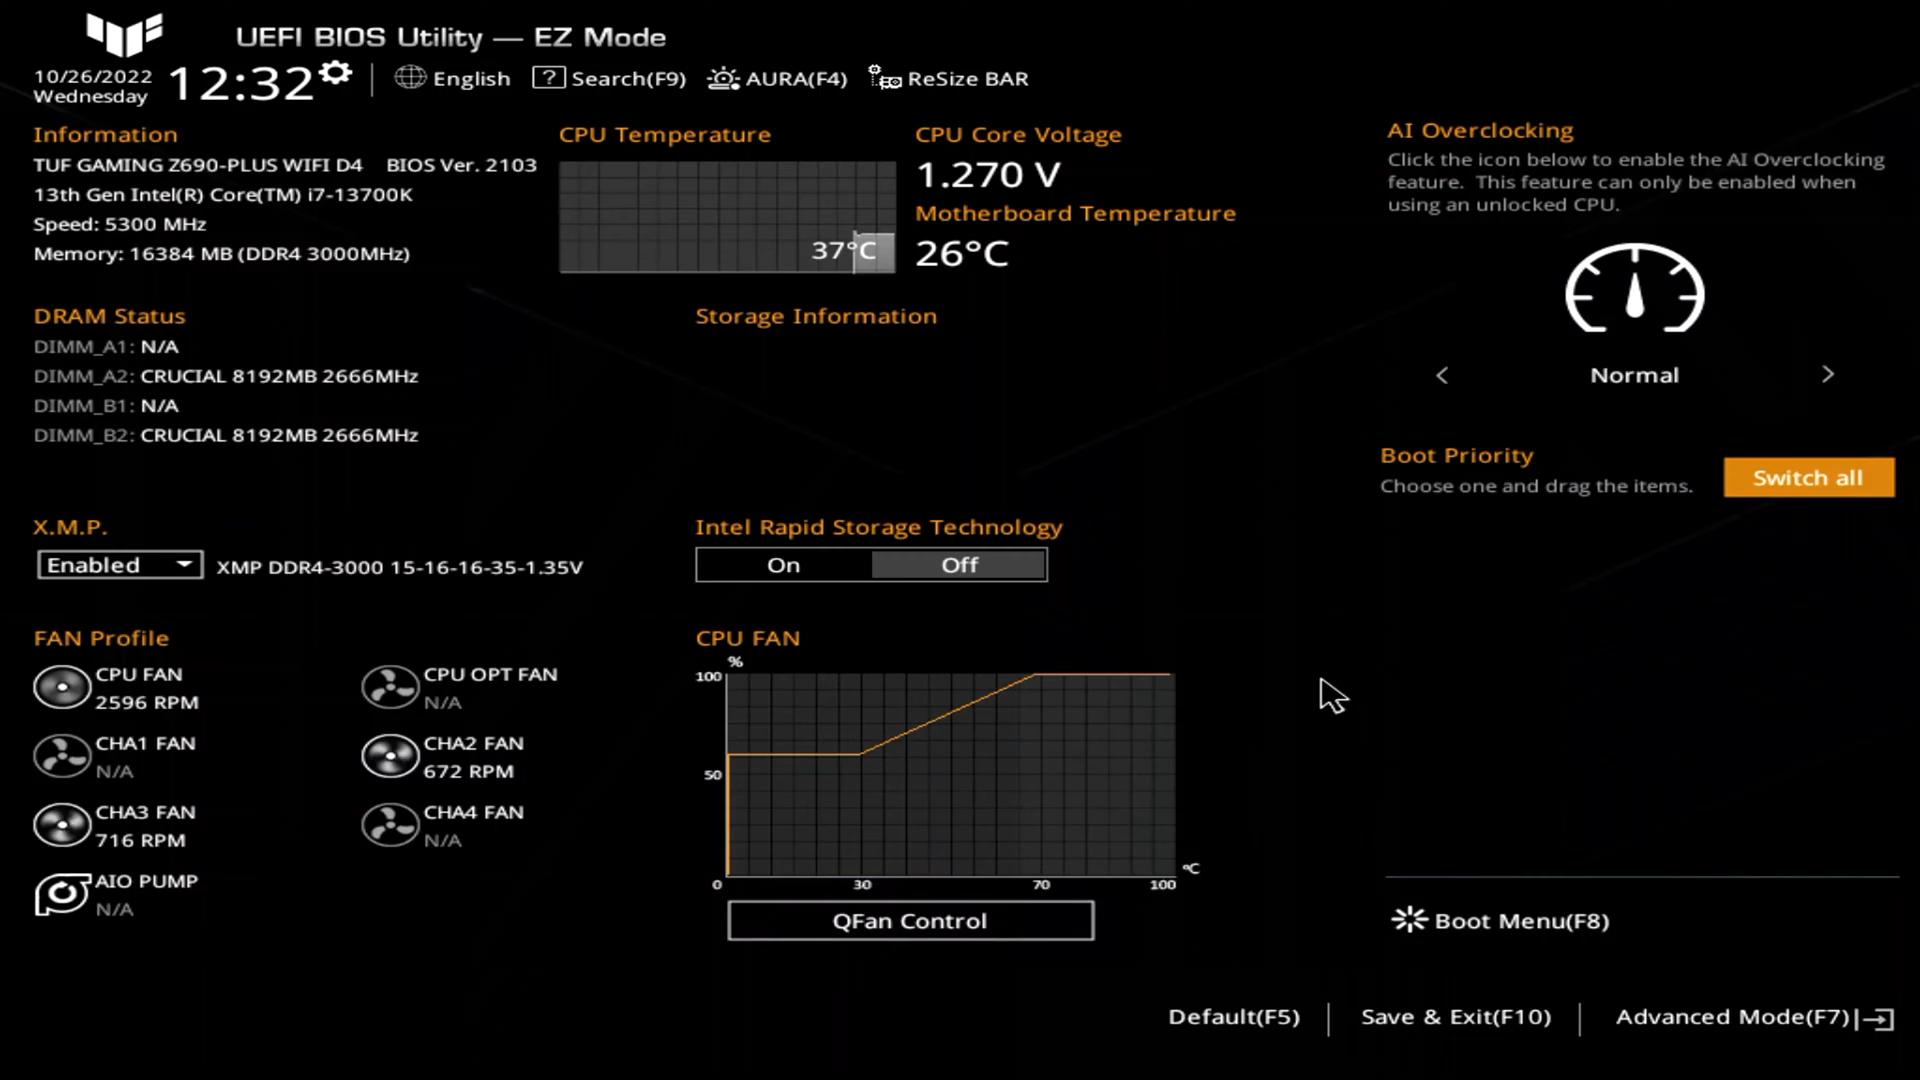 UEFI BIOS Utility — EZ Mode
10/26/2022
Wednesday
12:32
English
? Search(F9)
AURA(F4)
ReSize BAR
Information
TUF GAMING Z690-PLUS WIFI D4 BIOS Ver. 2103
13th Gen Intel(R) Core(TM) i7-13700K
Speed: 5300 MHz
Memory: 16384 MB (DDR4 3000MHz)
CPU Temperature
37°C
CPU Core Voltage
1.270 V
Motherboard Temperature
26°C
AI Overclocking
Click the icon below to enable the AI Overclocking
feature. This feature can only be enabled when
using an unlocked CPU.
< Normal >
DRAM Status
DIMM_A1: N/A
DIMM_A2: CRUCIAL 8192MB 2666MHz
DIMM_B1: N/A
DIMM_B2: CRUCIAL 8192MB 2666MHz
Storage Information
Boot Priority
Choose one and drag the items.
Switch all
X.M.P.
Enabled XMP DDR4-3000 15-16-16-35-1.35V
Intel Rapid Storage Technology
On Off
FAN Profile
CPU FAN
2596 RPM
CPU OPT FAN
N/A
CHA1 FAN
N/A
CHA2 FAN
672 RPM
CHA3 FAN
716 RPM
CHA4 FAN
N/A
AIO PUMP
N/A
CPU FAN
%
100
50
0 30 70 100
°C
QFan Control
Boot Menu(F8)
Default(F5)
Save & Exit(F10)
Advanced Mode(F7)